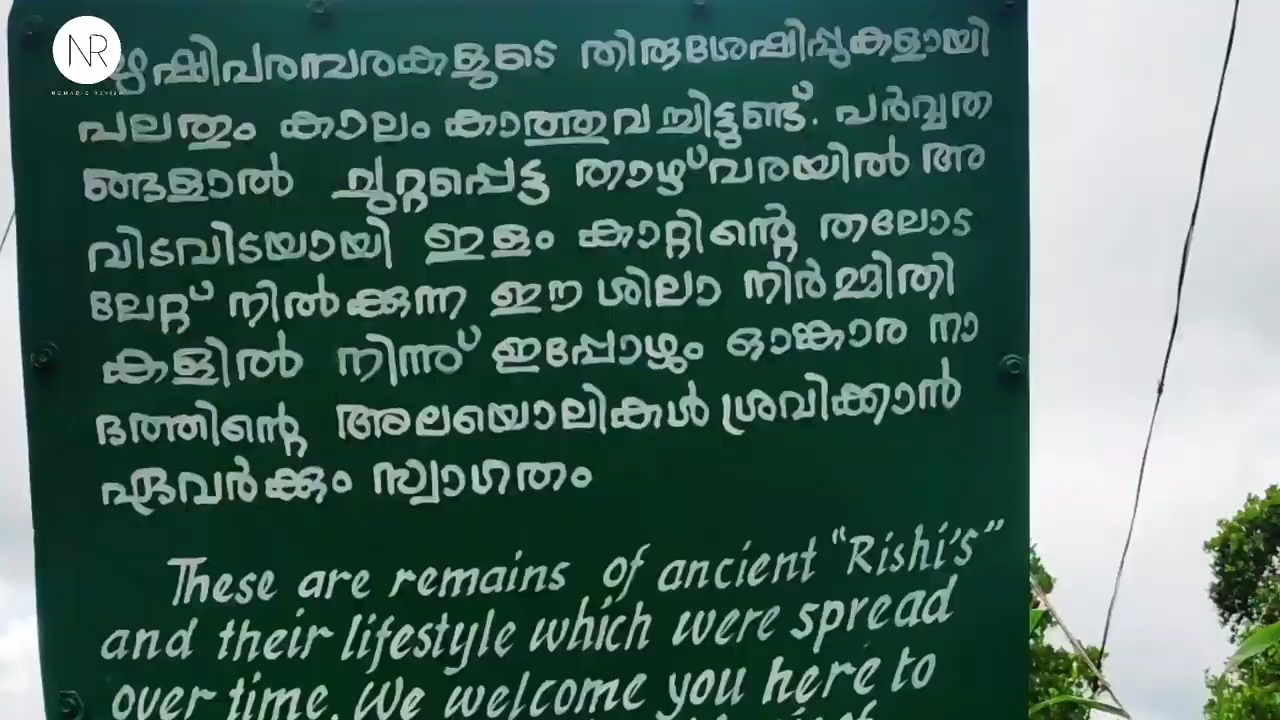 NR
ഋഷിപരമ്പരകളുടെ തിരുശേഷിപ്പുകളായി
പലതും കാലം കാത്തുവച്ചിട്ടുണ്ട്. പർവ്വത
ങ്ങളാൽ ചുറ്റപ്പെട്ട താഴ്‌വരയിൽ അ
വിടവിടയായി ഇളം കാറ്റിന്റെ തലോട
ലേറ്റ് നിൽക്കുന്ന ഈ ശിലാ നിർമ്മിതി
കളിൽ നിന്ന് ഇപ്പോഴും ഓങ്കാര നാ
ദത്തിന്റെ അലയൊലികൾ ശ്രവിക്കാൻ
ഏവർക്കും സ്വാഗതം
These are remains of ancient "Rishi's"
and their lifestyle which were spread
over time. We welcome you here to